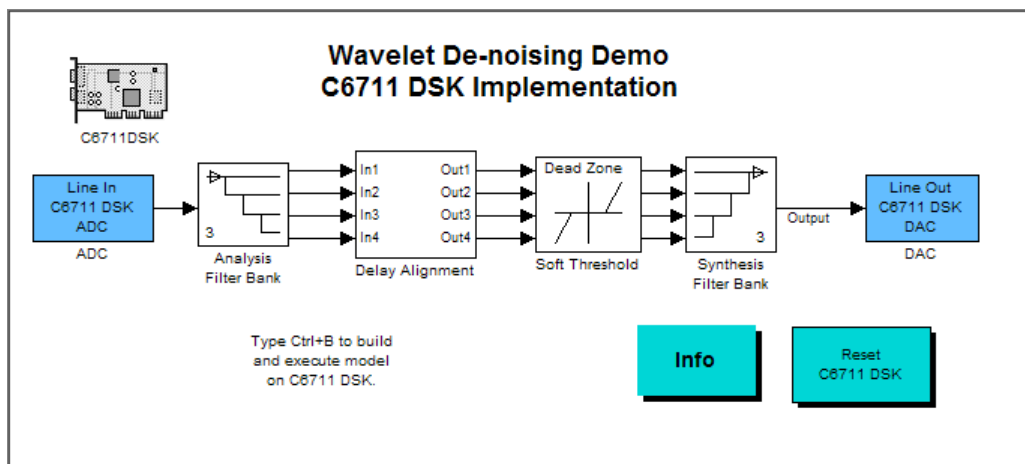 Wavelet De-noising Demo
C6711 DSK Implementation
C6711DSK
Line In
C6711 DSK
ADC
ADC
3
Analysis
Filter Bank
In1
In2
In3
In4
Out1
Out2
Out3
Out4
Delay Alignment
Dead Zone
Soft Threshold
3
Synthesis
Filter Bank
Output
Line Out
C6711 DSK
DAC
DAC
Type Ctrl+B to build
and execute model
on C6711 DSK.
Info
Reset
C6711 DSK